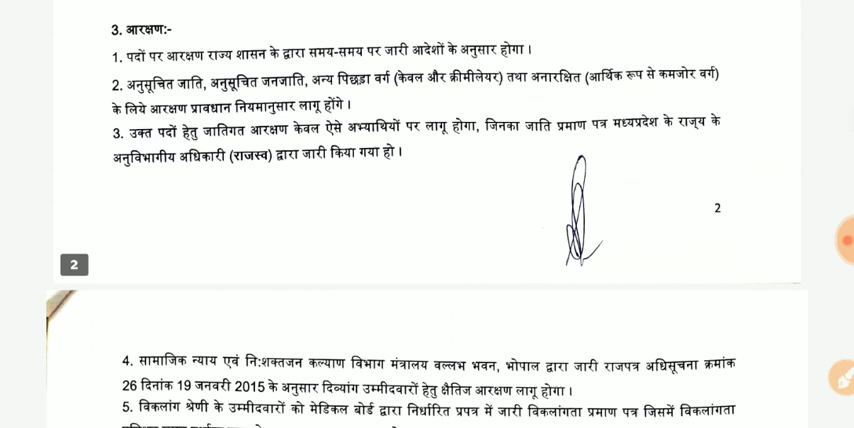 3. आरक्षण:-
1. पदों पर आरक्षण राज्य शासन के द्वारा समय-समय पर जारी आदेशों के अनुसार होगा।
2. अनुसूचित जाति, अनुसूचित जनजाति, अन्य पिछड़ा वर्ग (केवल और क्रीमीलेयर) तथा अनारक्षित (आर्थिक रूप से कमजोर वर्ग)
के लिये आरक्षण प्रावधान नियमानुसार लागू होंगे।
3. उक्त पदों हेतु जातिगत आरक्षण केवल ऐसे अभ्याथियों पर लागू होगा, जिनका जाति प्रमाण पत्र मध्यप्रदेश के राज्य के
अनुविभागीय अधिकारी (राजस्व) द्वारा जारी किया गया हो।
2
2
4. सामाजिक न्याय एवं नि:शक्तजन कल्याण विभाग मंत्रालय वल्लभ भवन, भोपाल द्वारा जारी राजपत्र अधिसूचना क्रमांक
26 दिनांक 19 जनवरी 2015 के अनुसार दिव्यांग उम्मीदवारों हेतु क्षैतिज आरक्षण लागू होगा।
5. विकलांग श्रेणी के उम्मीदवारों को मेडिकल बोर्ड द्वारा निर्धारित प्रपत्र में जारी विकलांगता प्रमाण पत्र जिसमें विकलांगता